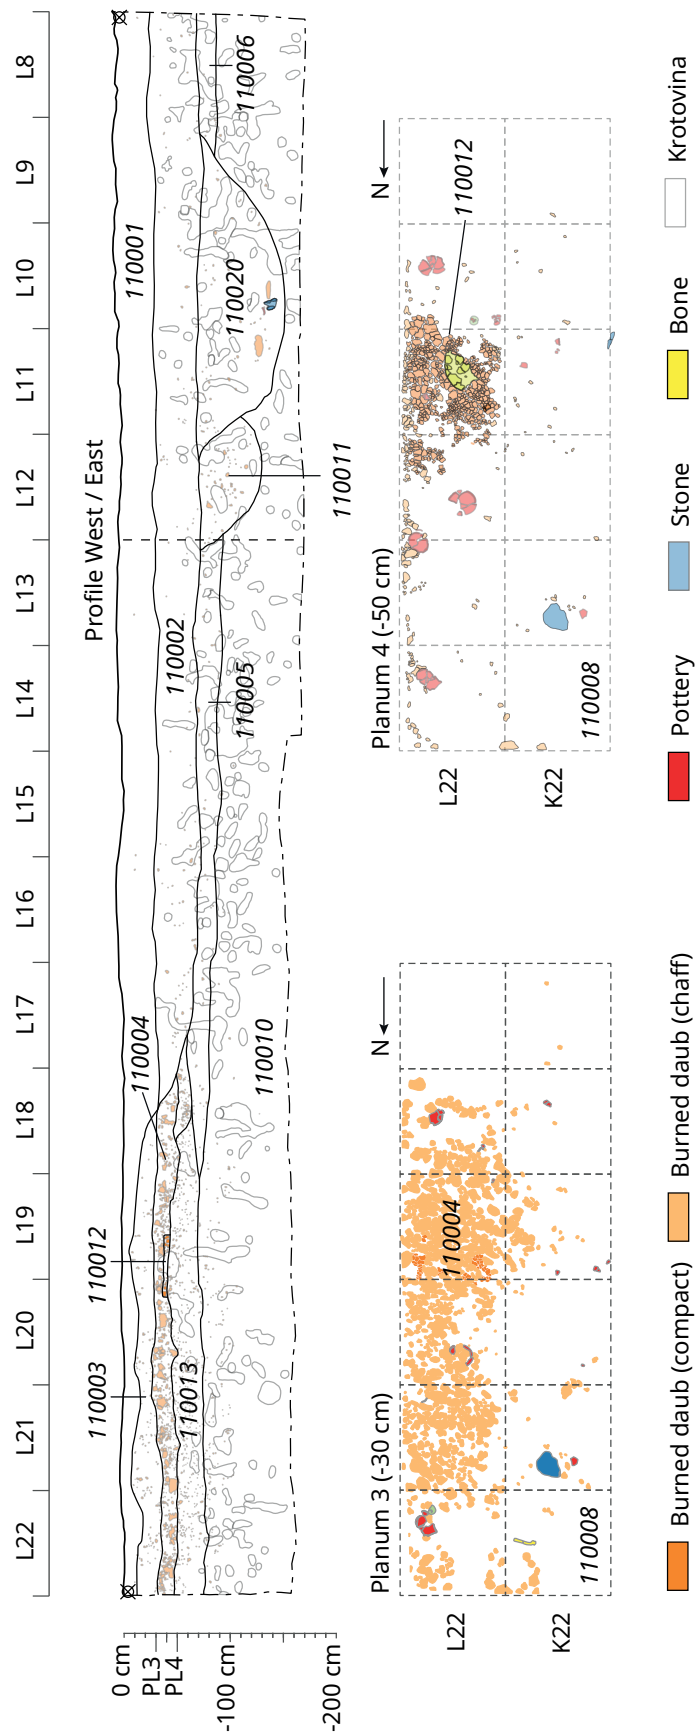 L22 L21 L20 L19 L18 L17 L16 L15 L14 L13 L12 L11 L10 L9 L8
Profile West / East
0 cm
PL3
PL4
-100 cm
-200 cm
110003
110012
110004
110001
110002
110013
110010
110005
110011
110020
110006
Planum 3 (-30 cm)
N
L22
K22
110004
110008
Planum 4 (-50 cm)
N
L22
K22
110012
110008
Burned daub (compact)
Burned daub (chaff)
Pottery
Stone
Bone
Krotovina